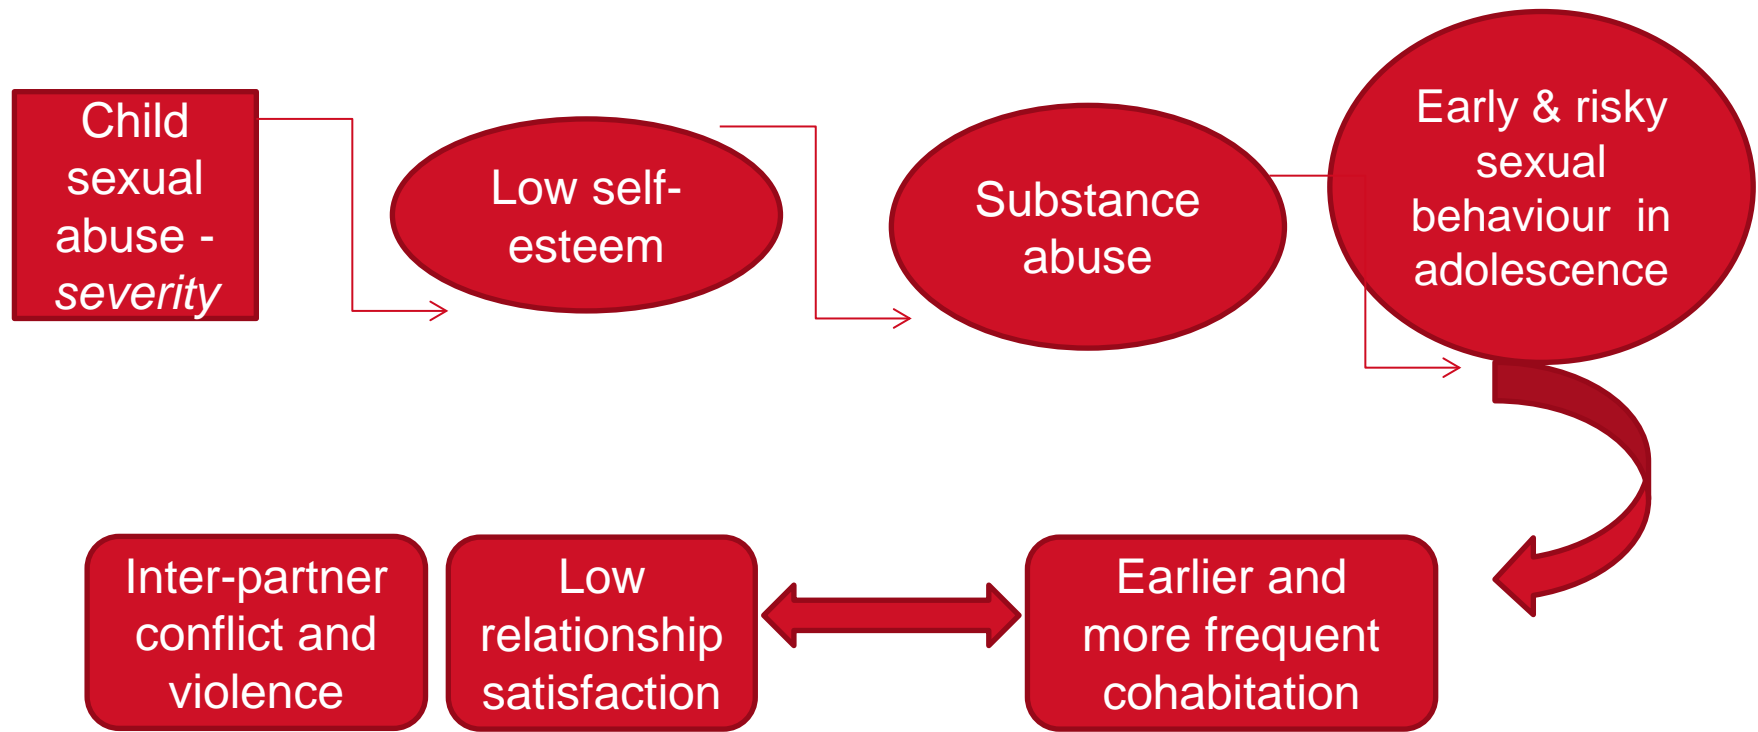 Child
sexual
abuse -
severity
Low self-
esteem
Substance
abuse
Early & risky
sexual
behaviour in
adolescence
Inter-partner
conflict and
violence
Low
relationship
satisfaction
Earlier and
more frequent
cohabitation